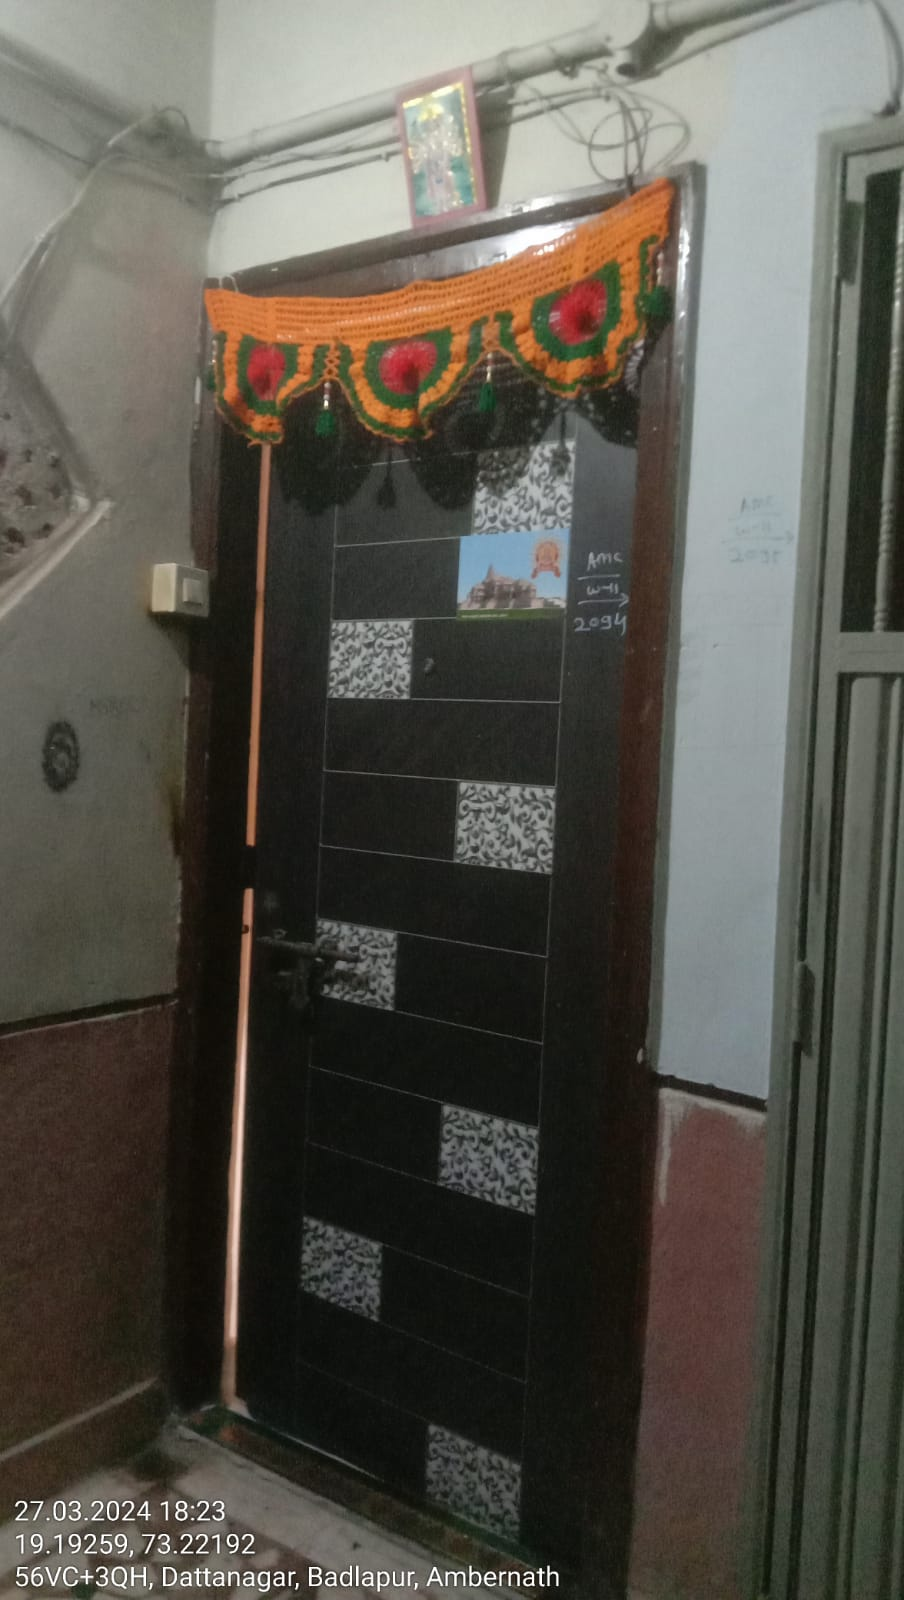 AMC
W-11
2094
AMC
W-11
27.03.2024 18:23
19.19259, 73.22192
56VC+3QH, Dattanagar, Badlapur, Ambernath